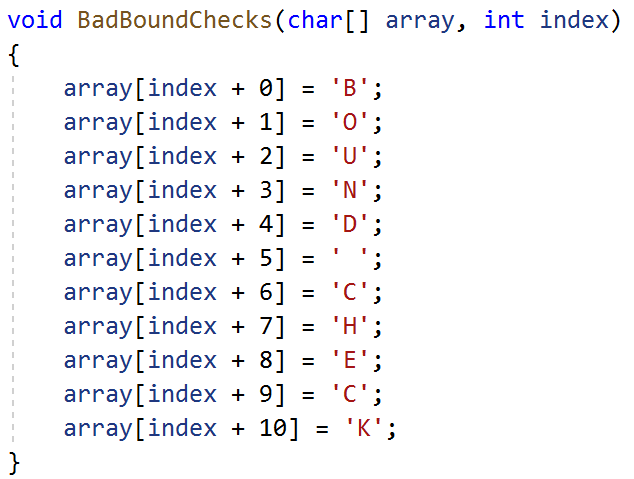 void BadBoundChecks(char[] array, int index)
{
    array[index + 0] = 'B';
    array[index + 1] = 'O';
    array[index + 2] = 'U';
    array[index + 3] = 'N';
    array[index + 4] = 'D';
    array[index + 5] = ' ';
    array[index + 6] = 'C';
    array[index + 7] = 'H';
    array[index + 8] = 'E';
    array[index + 9] = 'C';
    array[index + 10] = 'K';
}